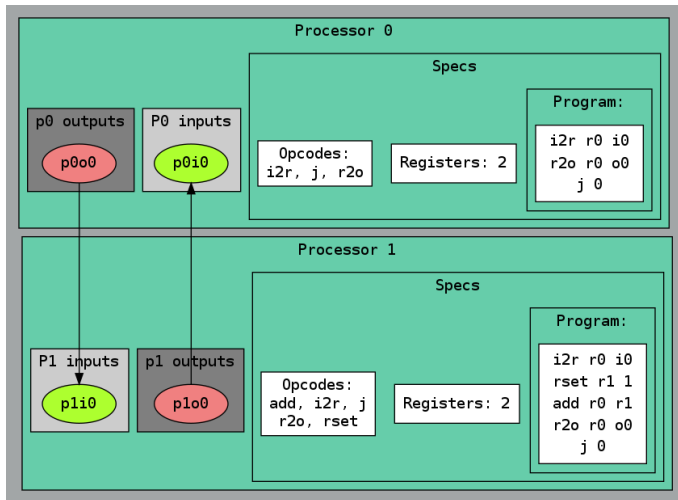 Processor 0
Specs
Program:
p0 outputs
P0 inputs
p0o0
p0i0
Opcodes:
i2r, j, r2o
Registers: 2
i2r r0 i0
r2o r0 o0
j 0
Processor 1
Specs
Program:
P1 inputs
p1 outputs
p1i0
p1o0
Opcodes:
add, i2r, j
r2o, rset
Registers: 2
i2r r0 i0
rset r1 1
add r0 r1
r2o r0 o0
j 0